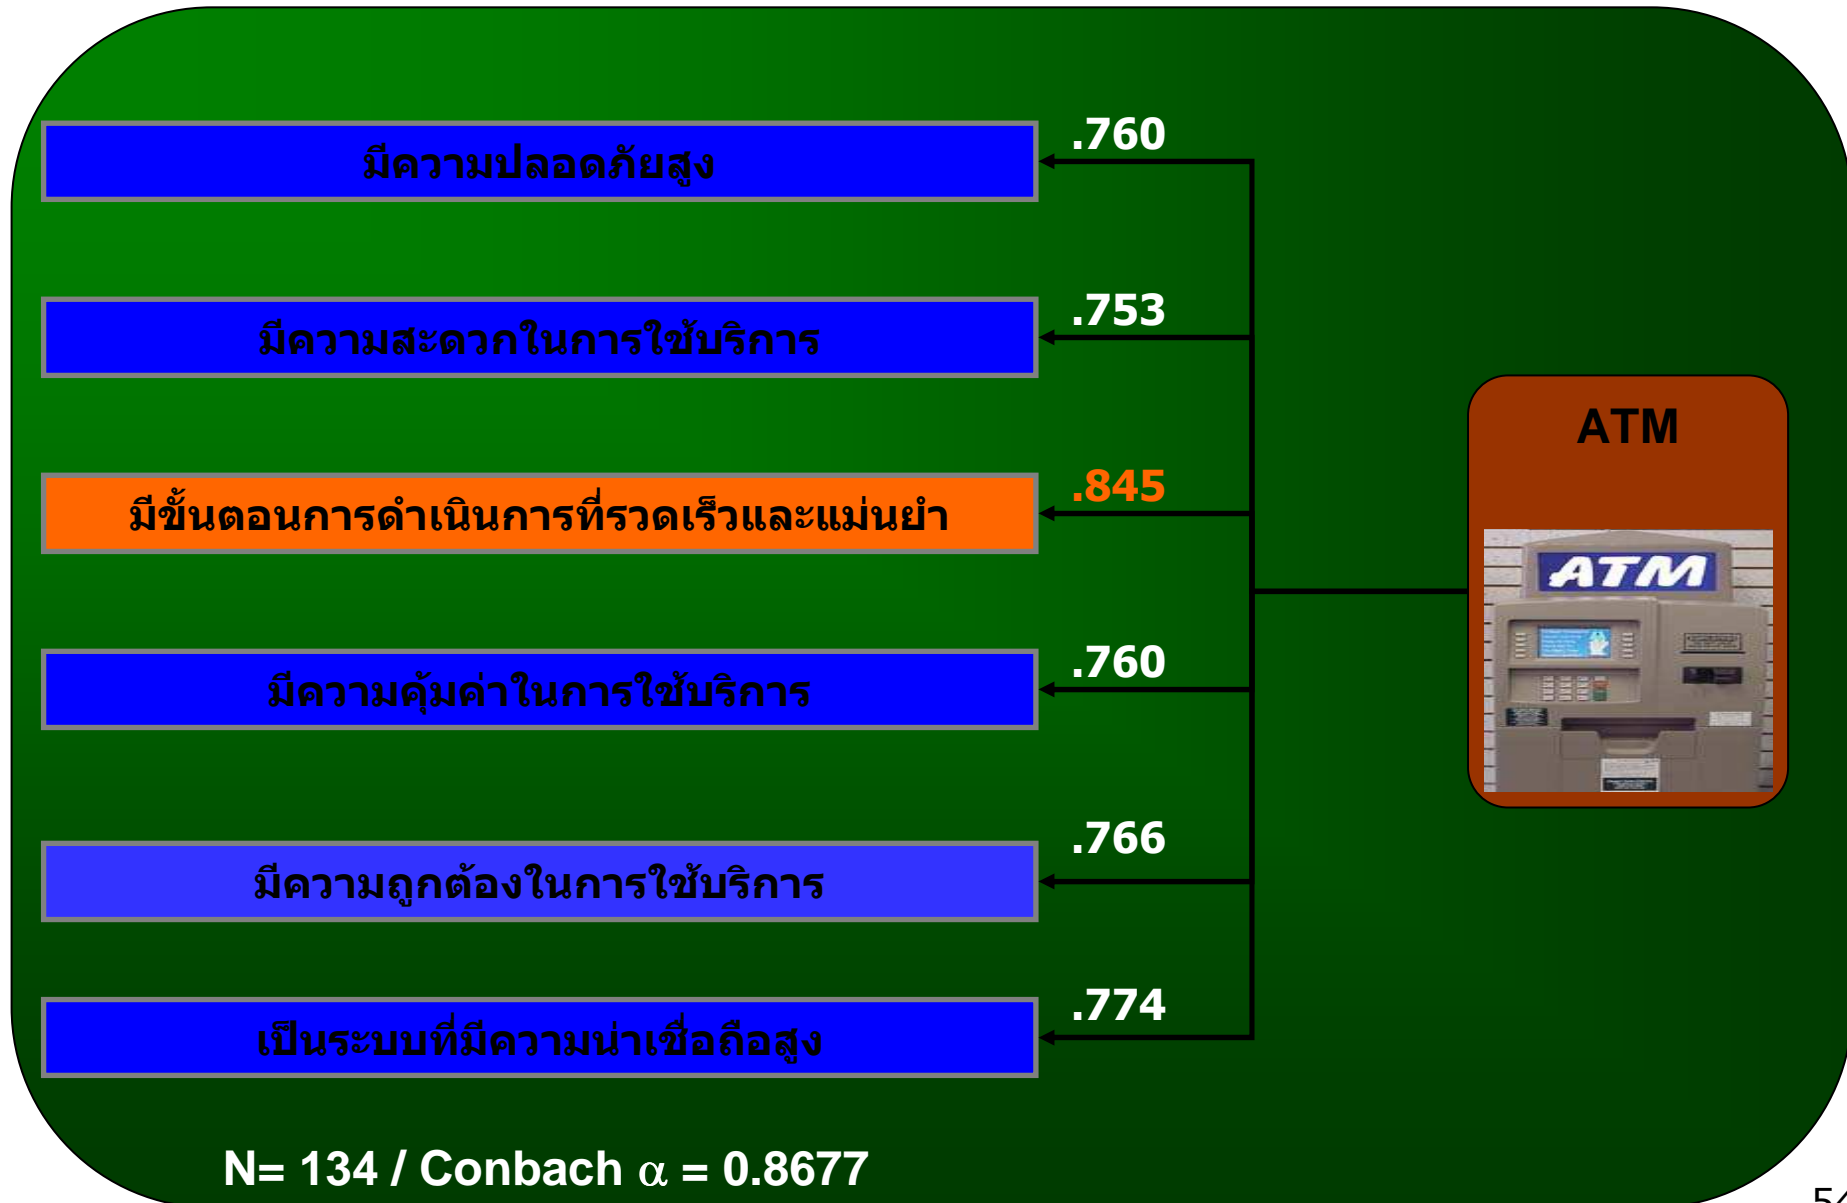 มีความปลอดภัยสูง
.760
มีความสะดวกในการใช้บริการ
.753
มีขั้นตอนการดำเนินการที่รวดเร็วและแม่นยำ
.845
มีความคุ้มค่าในการใช้บริการ
.760
มีความถูกต้องในการใช้บริการ
.766
เป็นระบบที่มีความน่าเชื่อถือสูง
.774
ATM
ATM
N= 134 / Conbach α = 0.8677
54